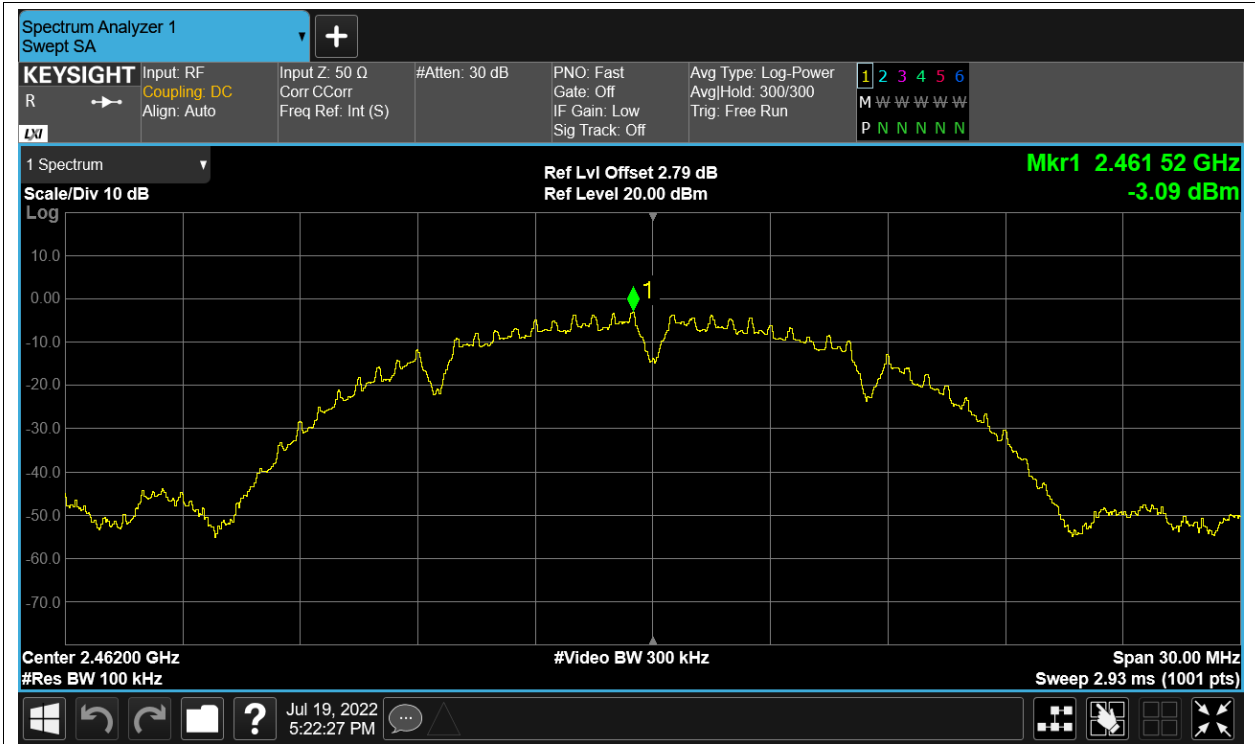 Spectrum Analyzer 1
Swept SA
KEYSIGHT
R
LXI
Input: RF
Coupling: DC
Align: Auto
Input Z: 50 Ω
Corr CCorr
Freq Ref: Int (S)
#Atten: 30 dB
PNO: Fast
Gate: Off
IF Gain: Low
Sig Track: Off
Avg Type: Log-Power
Avg|Hold: 300/300
Trig: Free Run
1 2 3 4 5 6
M W W W W W
P N N N N N
1 Spectrum
Scale/Div 10 dB
Log
Ref Lvl Offset 2.79 dB
Ref Level 20.00 dBm
Mkr1 2.461 52 GHz
-3.09 dBm
10.0
0.00
-10.0
-20.0
-30.0
-40.0
-50.0
-60.0
-70.0
1
Center 2.46200 GHz
#Res BW 100 kHz
#Video BW 300 kHz
Span 30.00 MHz
Sweep 2.93 ms (1001 pts)
?
Jul 19, 2022
5:22:27 PM